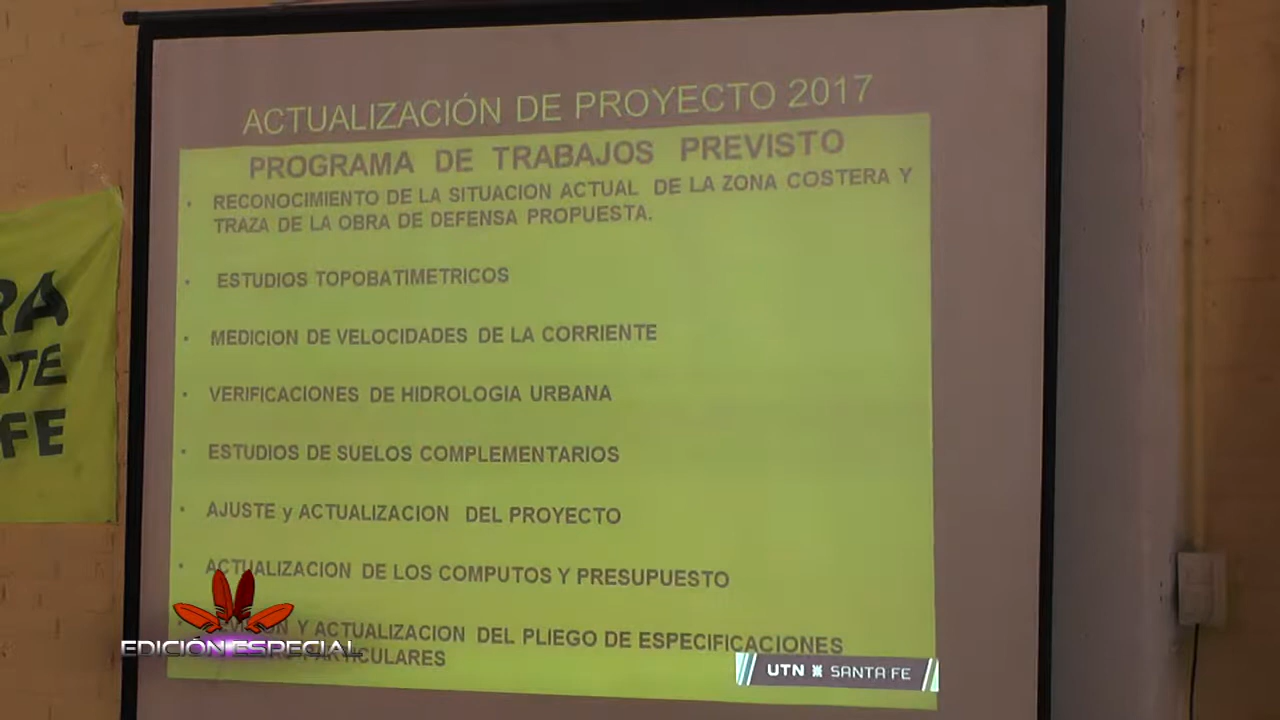 ACTUALIZACIÓN DE PROYECTO 2017
PROGRAMA DE TRABAJOS PREVISTO
• RECONOCIMIENTO DE LA SITUACION ACTUAL DE LA ZONA COSTERA Y
TRAZA DE LA OBRA DE DEFENSA PROPUESTA.
• ESTUDIOS TOPOBATIMETRICOS
• MEDICION DE VELOCIDADES DE LA CORRIENTE
• VERIFICACIONES DE HIDROLOGIA URBANA
• ESTUDIOS DE SUELOS COMPLEMENTARIOS
• AJUSTE y ACTUALIZACION DEL PROYECTO
• ACTUALIZACION DE LOS COMPUTOS Y PRESUPUESTO
Y ACTUALIZACION DEL PLIEGO DE ESPECIFICACIONES
RA
ATE
FE
EDICIÓN ESPECIAL
UTN SANTA FE